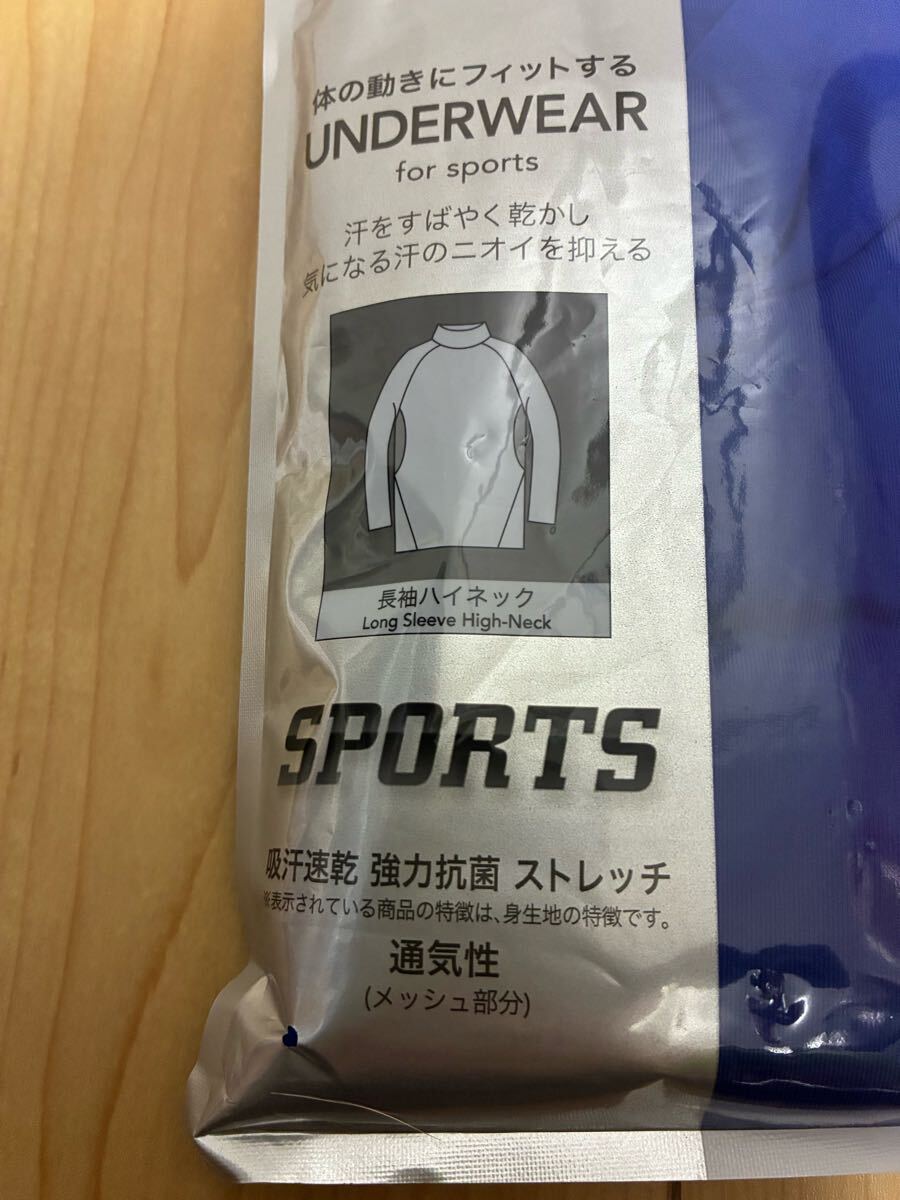 体の動きにフィットする
UNDERWEAR
for sports
汗をすばやく乾かし
気になる汗のニオイを抑える
長袖ハイネック
Long Sleeve High-Neck
SPORTS
吸汗速乾 強力抗菌 ストレッチ
※表示されている商品の特徴は、身生地の特徴です。
通気性
(メッシュ部分)